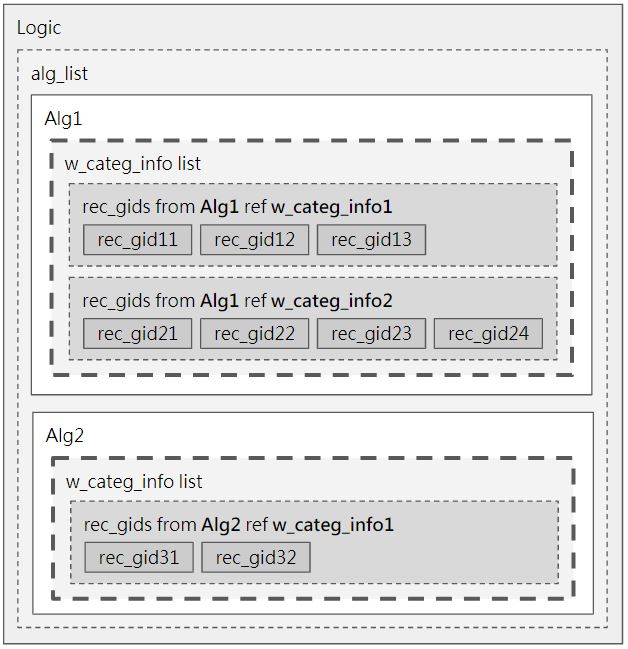 Logic
alg_list
Alg1
w_categ_info list
rec_gids from Alg1 ref w_categ_info1
rec_gid11 rec_gid12 rec_gid13
rec_gids from Alg1 ref w_categ_info2
rec_gid21 rec_gid22 rec_gid23 rec_gid24
Alg2
w_categ_info list
rec_gids from Alg2 ref w_categ_info1
rec_gid31 rec_gid32